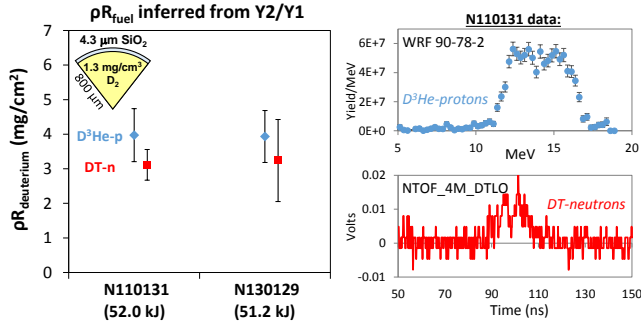 ρR_fuel inferred from Y2/Y1
ρR_deuterium (mg/cm²)
7
6
5
4
3
2
1
0
4.3 µm SiO₂
1.3 mg/cm³
D₂
800 µm
D³He-p
DT-n
N110131
(52.0 kJ)
N130129
(51.2 kJ)
N110131 data:
Yield/MeV
8E+7
6E+7
4E+7
2E+7
0E+0
WRF 90-78-2
D³He-protons
5
10
15
20
MeV
Volts
0.02
0.01
0
-0.01
NTOF_4M_DTLO
DT-neutrons
50
70
90
110
130
150
Time (ns)